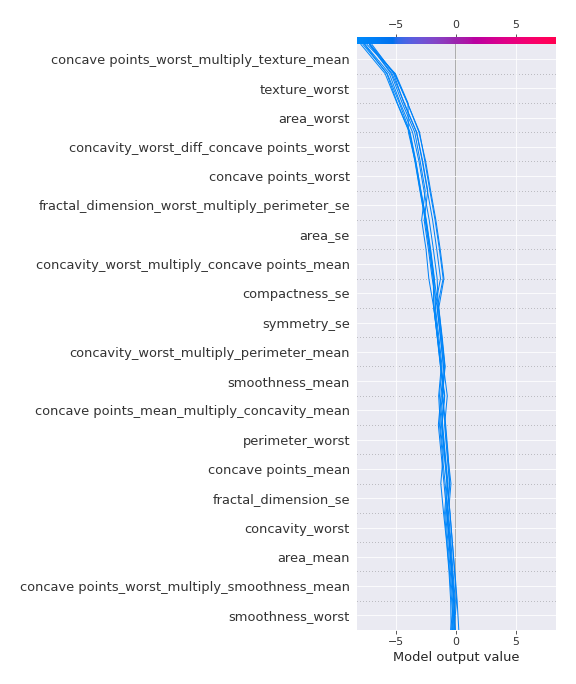 −5 0 5
concave points_worst_multiply_texture_mean
texture_worst
area_worst
concavity_worst_diff_concave points_worst
concave points_worst
fractal_dimension_worst_multiply_perimeter_se
area_se
concavity_worst_multiply_concave points_mean
compactness_se
symmetry_se
concavity_worst_multiply_perimeter_mean
smoothness_mean
concave points_mean_multiply_concavity_mean
perimeter_worst
concave points_mean
fractal_dimension_se
concavity_worst
area_mean
concave points_worst_multiply_smoothness_mean
smoothness_worst
−5 0 5
Model output value